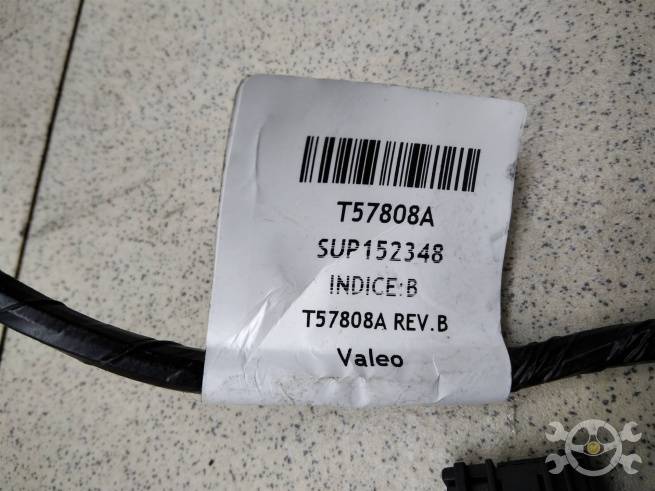 T57808A
SUP152348
INDICE:B
T57808A REV.B
Valeo